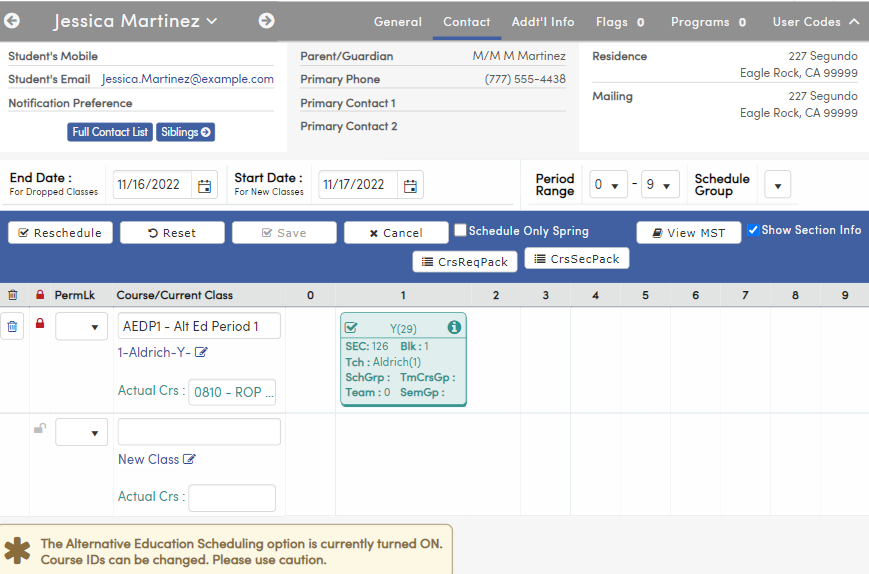 Jessica Martinez
General Contact Addt'l Info Flags 0 Programs 0 User Codes
Student's Mobile
Student's Email Jessica.Martinez@example.com
Notification Preference
Full Contact List Siblings
Parent/Guardian M/M M Martinez
Primary Phone (777) 555-4438
Primary Contact 1
Primary Contact 2
Residence 227 Segundo
Eagle Rock, CA 99999
Mailing 227 Segundo
Eagle Rock, CA 99999
End Date :
For Dropped Classes
11/16/2022
Start Date :
For New Classes
11/17/2022
Period
Range
0 - 9
Schedule
Group
Reschedule Reset Save Cancel Schedule Only Spring View MST Show Section Info
CrsReqPack CrsSecPack
PermLk Course/Current Class 0 1 2 3 4 5 6 7 8 9
AEDP1 - Alt Ed Period 1
1-Aldrich-Y-
Actual Crs : 0810 - ROP ...
Y(29)
SEC: 126 Blk : 1
Tch : Aldrich(1)
SchGrp : TmCrsGp :
Team : 0 SemGp :
New Class
Actual Crs :
The Alternative Education Scheduling option is currently turned ON.
Course IDs can be changed. Please use caution.